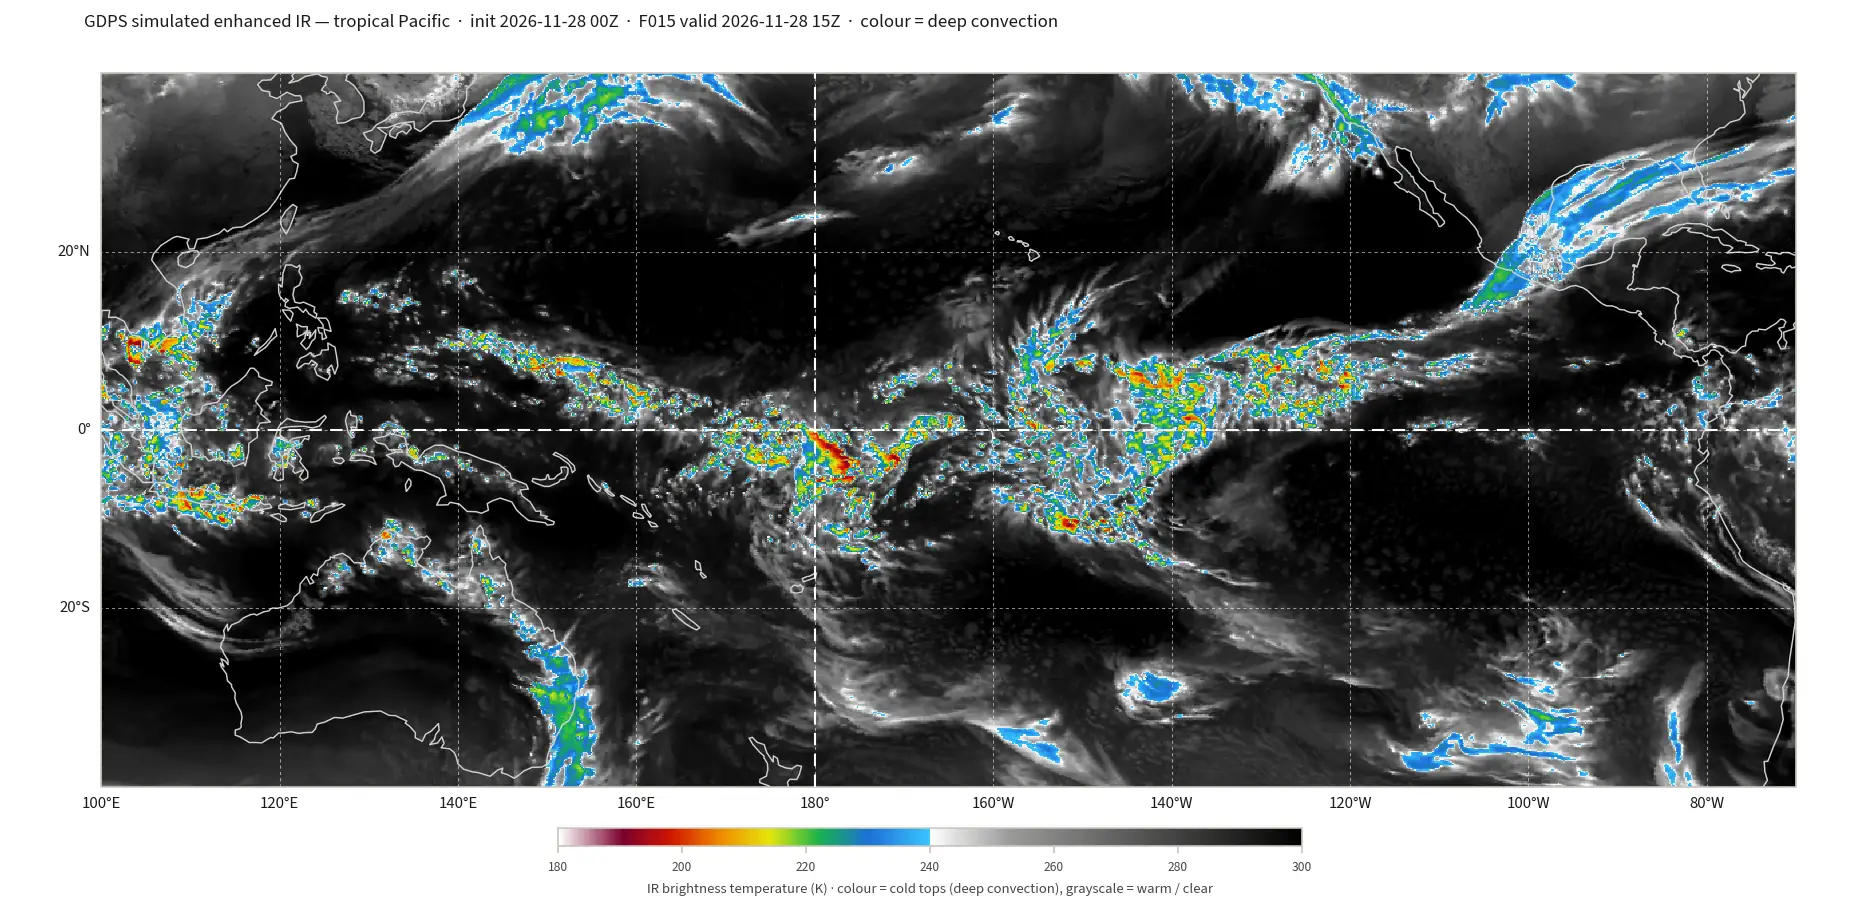 GDPS simulated enhanced IR — tropical Pacific · init 2026-11-28 00Z · F015 valid 2026-11-28 15Z · colour = deep convection
20°N
0°
20°S
100°E 120°E 140°E 160°E 180° 160°W 140°W 120°W 100°W 80°W
180 200 220 240 260 280 300
IR brightness temperature (K) · colour = cold tops (deep convection), grayscale = warm / clear